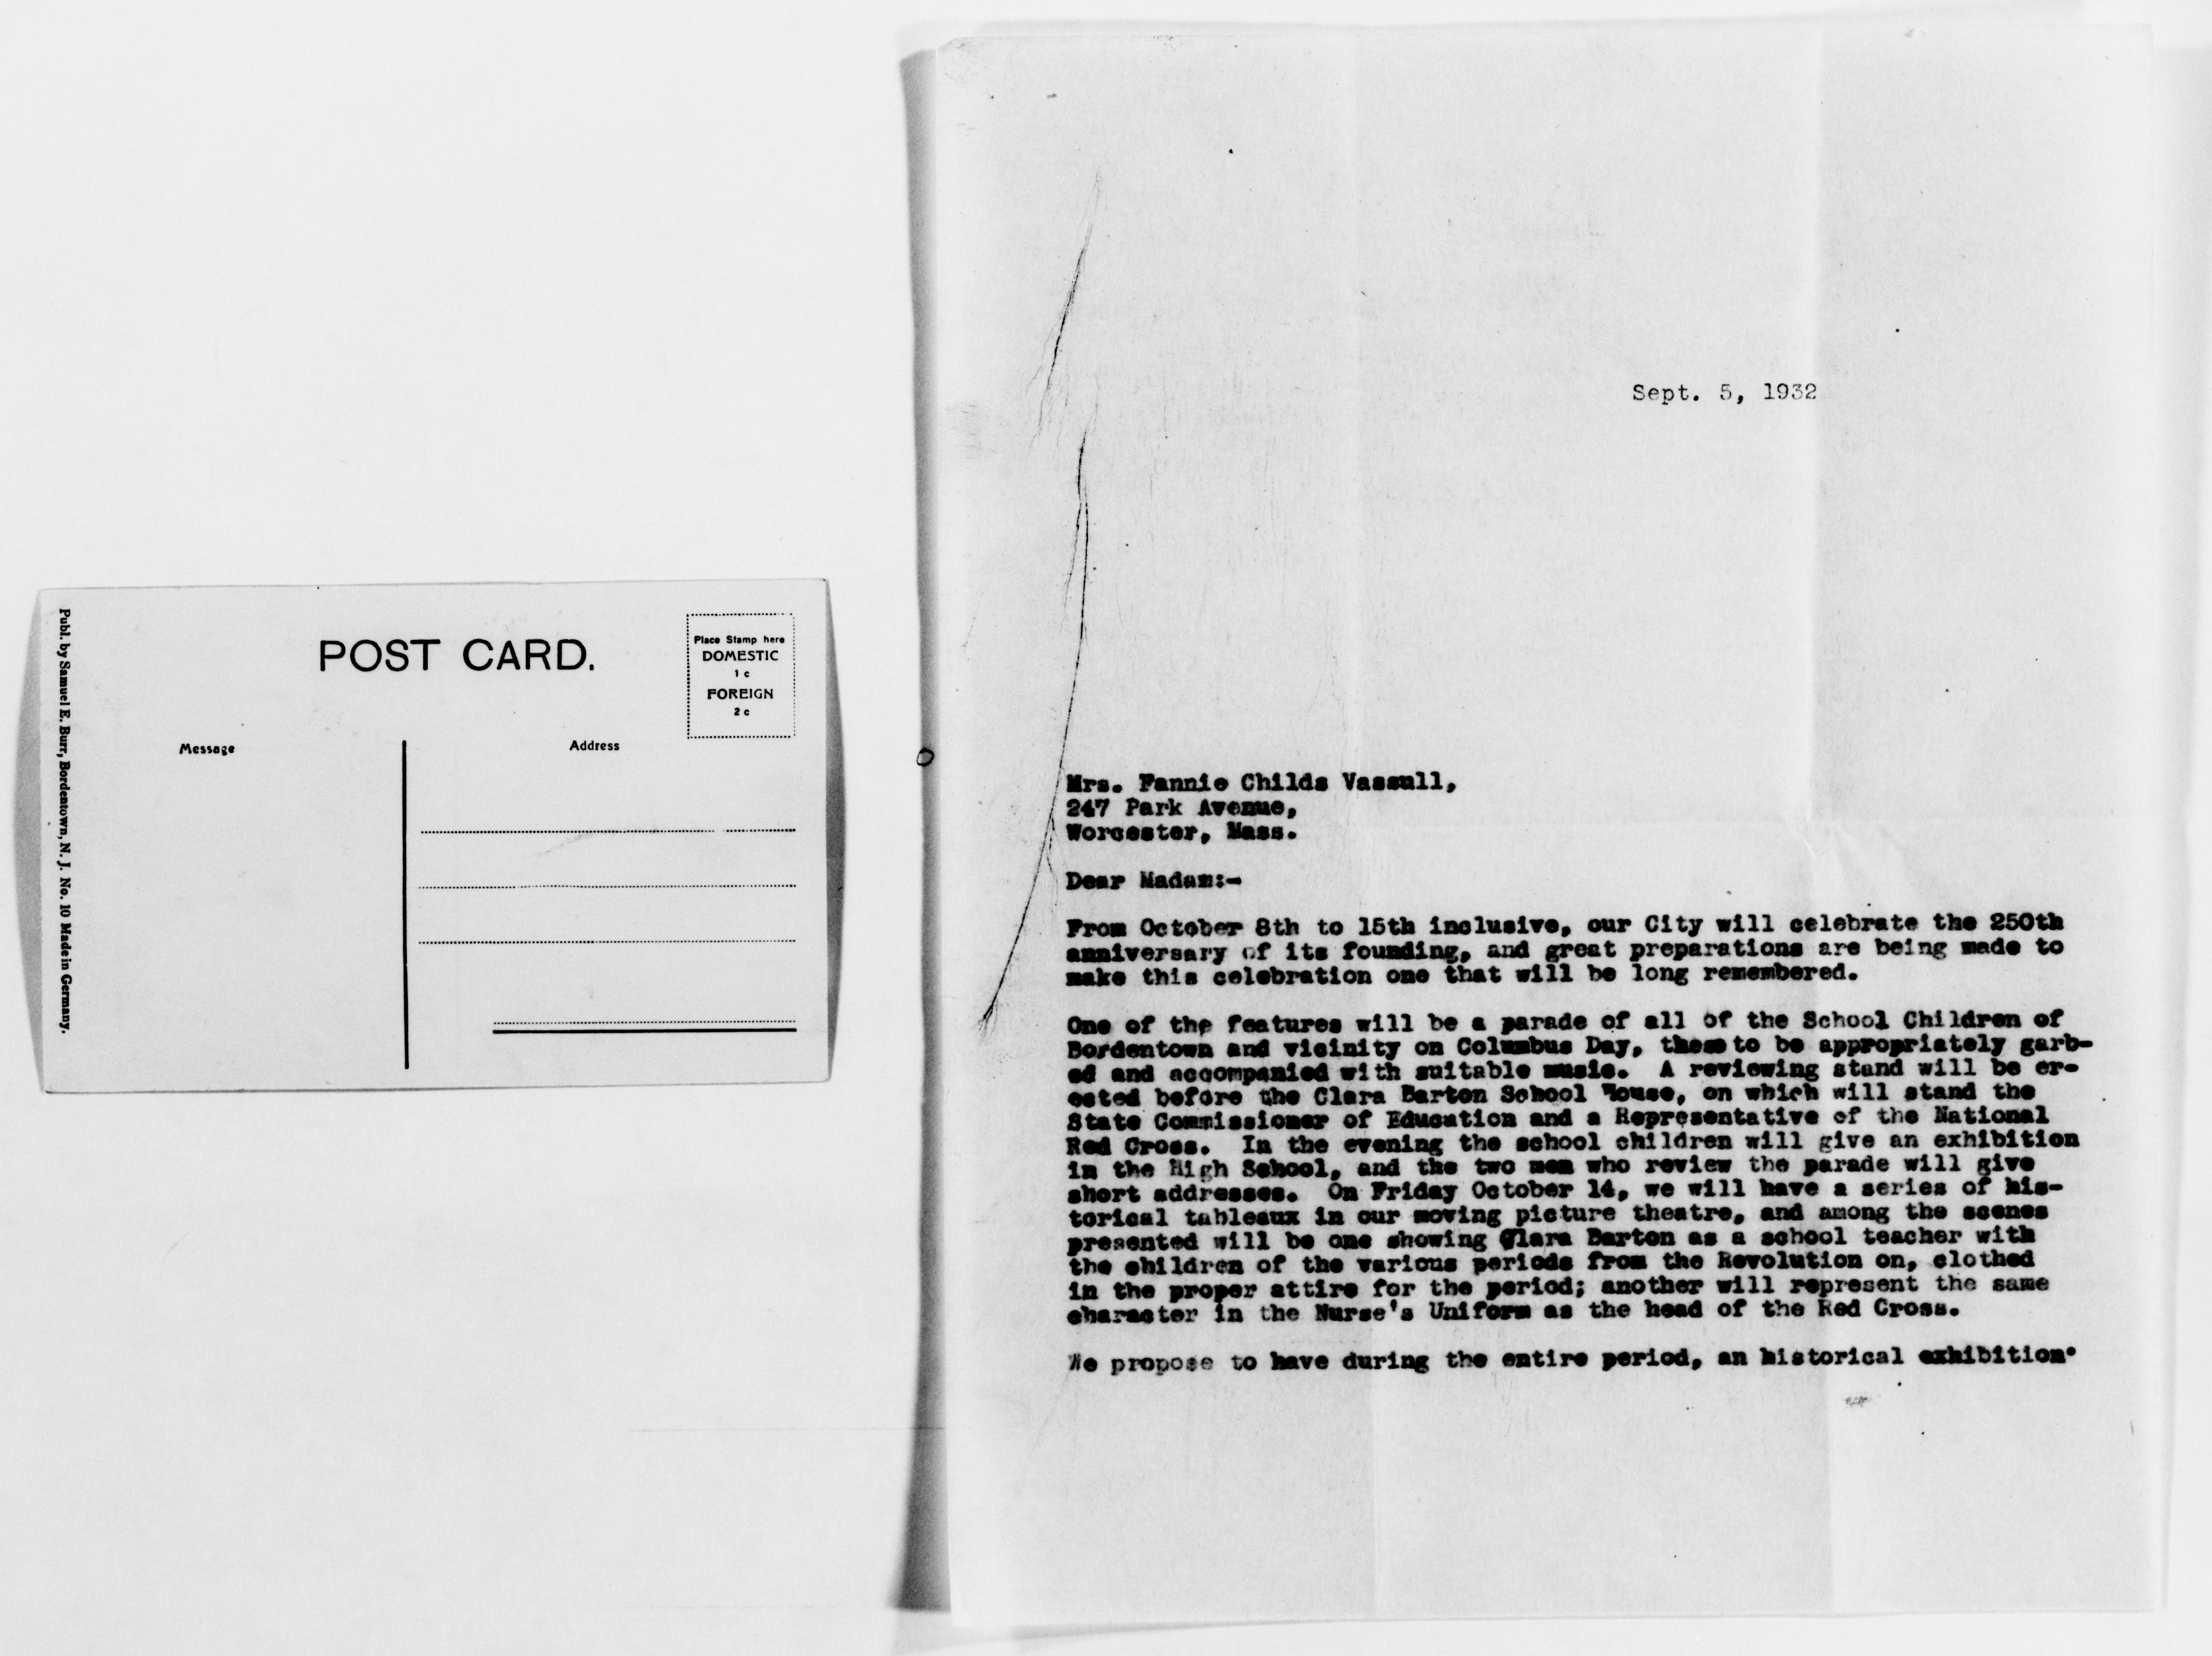 POST CARD.
Place Stamp here
DOMESTIC
1 c
FOREIGN
2 c
Message
Address
Publ. by Samuel E. Burr, Bordentown, N. J. No. 10 Made in Germany.
Sept. 5, 1932
Mrs. Fannie Childs Vassall,
247 Park Avenue,
Worcester, Mass.
Dear Madam:-
From October 8th to 15th inclusive, our City will celebrate the 250th
anniversary of its founding, and great preparations are being made to
make this celebration one that will be long remembered.
One of the features will be a parade of all of the School Children of
Bordentown and vicinity on Columbus Day, these to be appropriately garb-
ed and accompanied with suitable music. A reviewing stand will be er-
ected before the Clara Barton School House, on which will stand the
State Commissioner of Education and a Representative of the National
Red Cross. In the evening the school children will give an exhibition
in the High School, and the two men who review the parade will give
short addresses. On Friday October 14, we will have a series of his-
torical tableaux in our moving picture theatre, and among the scenes
presented will be one showing Clara Barton as a school teacher with
the children of the various periods from the Revolution on, clothed
in the proper attire for the period; another will represent the same
character in the Nurse's Uniform as the head of the Red Cross.
We propose to have during the entire period, an historical exhibition